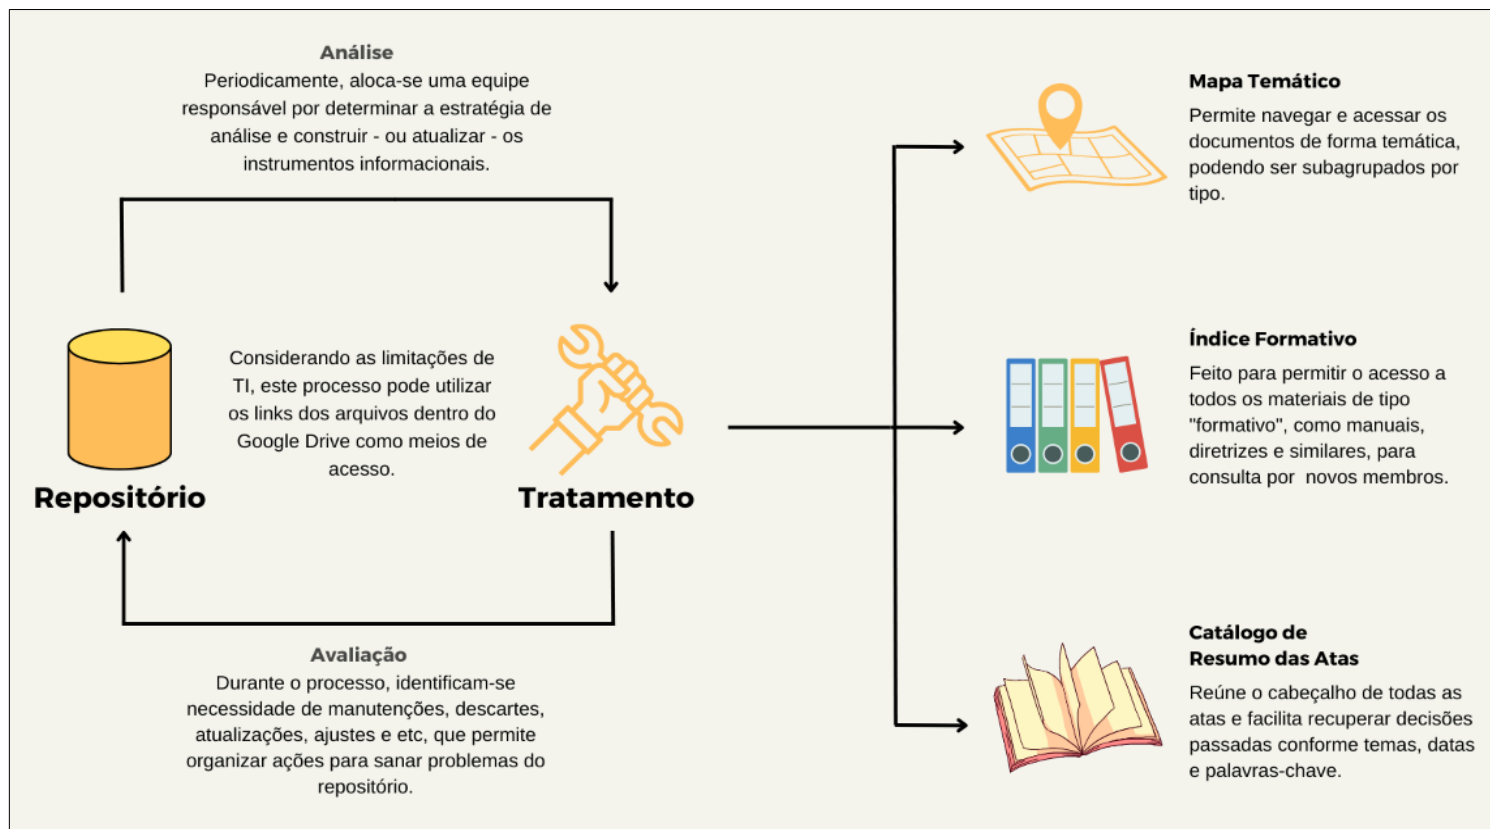 Análise
Periodicamente, aloca-se uma equipe
responsável por determinar a estratégia de
análise e construir - ou atualizar - os
instrumentos informacionais.
Considerando as limitações de
TI, este processo pode utilizar
os links dos arquivos dentro do
Google Drive como meios de
acesso.
Repositório
Tratamento
Avaliação
Durante o processo, identificam-se
necessidade de manutenções, descartes,
atualizações, ajustes e etc, que permite
organizar ações para sanar problemas do
repositório.
Mapa Temático
Permite navegar e acessar os
documentos de forma temática,
podendo ser subagrupados por
tipo.
Índice Formativo
Feito para permitir o acesso a
todos os materiais de tipo
"formativo", como manuais,
diretrizes e similares, para
consulta por  novos membros.
Catálogo de
Resumo das Atas
Reúne o cabeçalho de todas as
atas e facilita recuperar decisões
passadas conforme temas, datas
e palavras-chave.